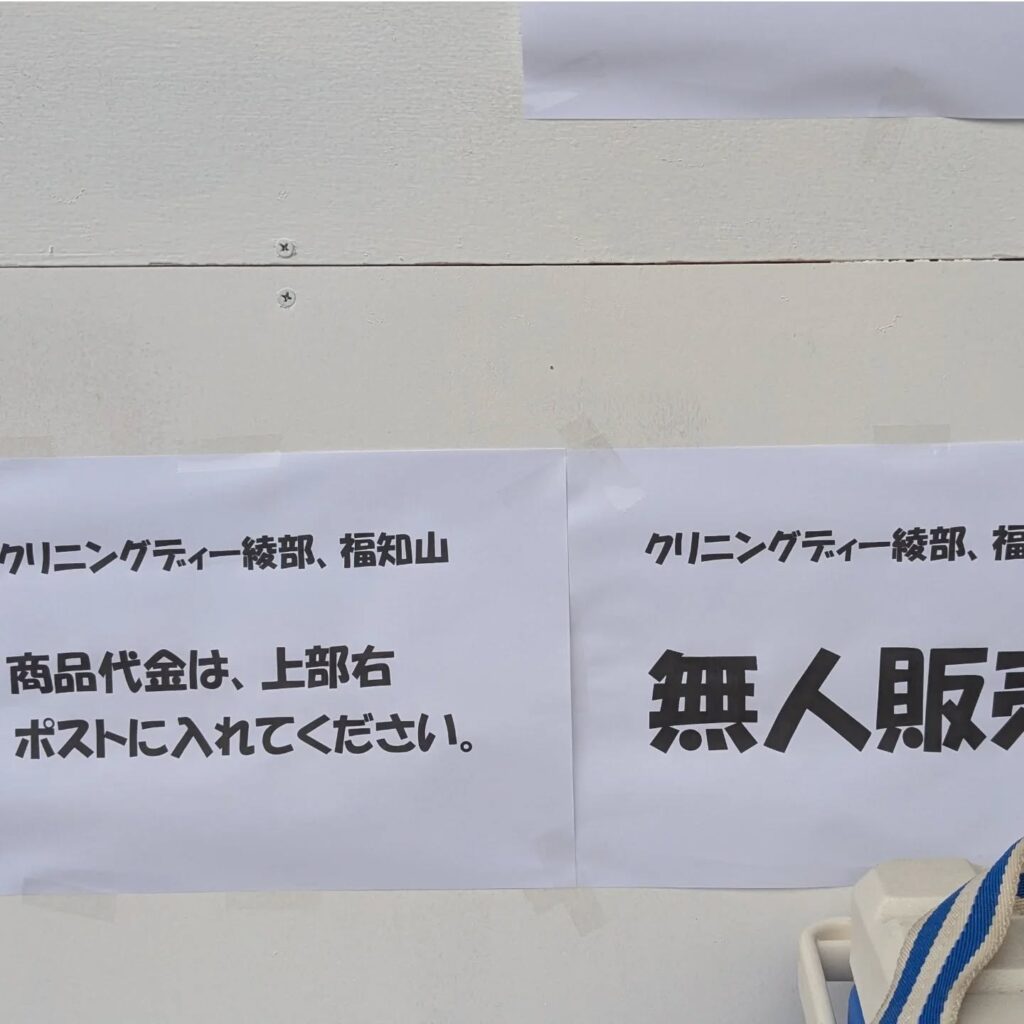 クリニングディー綾部、福知山
商品代金は、上部右
ポストに入れてください。
クリニングディー綾部、福
無人販売